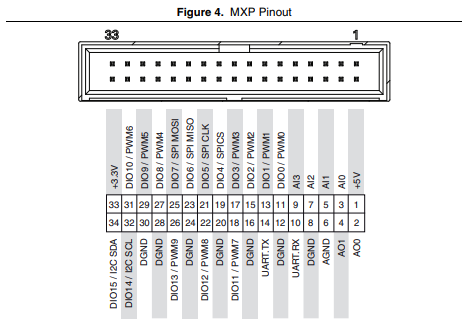 Figure 4. MXP Pinout
33 1
+3.3V
DIO10 / PWM6
DIO9 / PWM5
DIO8 / PWM4
DIO7 / SPI MOSI
DIO6 / SPI MISO
DIO5 / SPI CLK
DIO4 / SPICS
DIO3 / PWM3
DIO2 / PWM2
DIO1 / PWM1
DIO0 / PWM0
AI3
AI2
AI1
AI0
+5V
33 31 29 27 25 23 21 19 17 15 13 11 9 7 5 3 1
34 32 30 28 26 24 22 20 18 16 14 12 10 8 6 4 2
DIO15 / I2C SDA
DIO14 / I2C SCL
DGND
DGND
DIO13 / PWM9
DGND
DIO12 / PWM8
DGND
DIO11 / PWM7
DGND
UART.TX
DGND
UART.RX
DGND
AGND
AO1
AO0